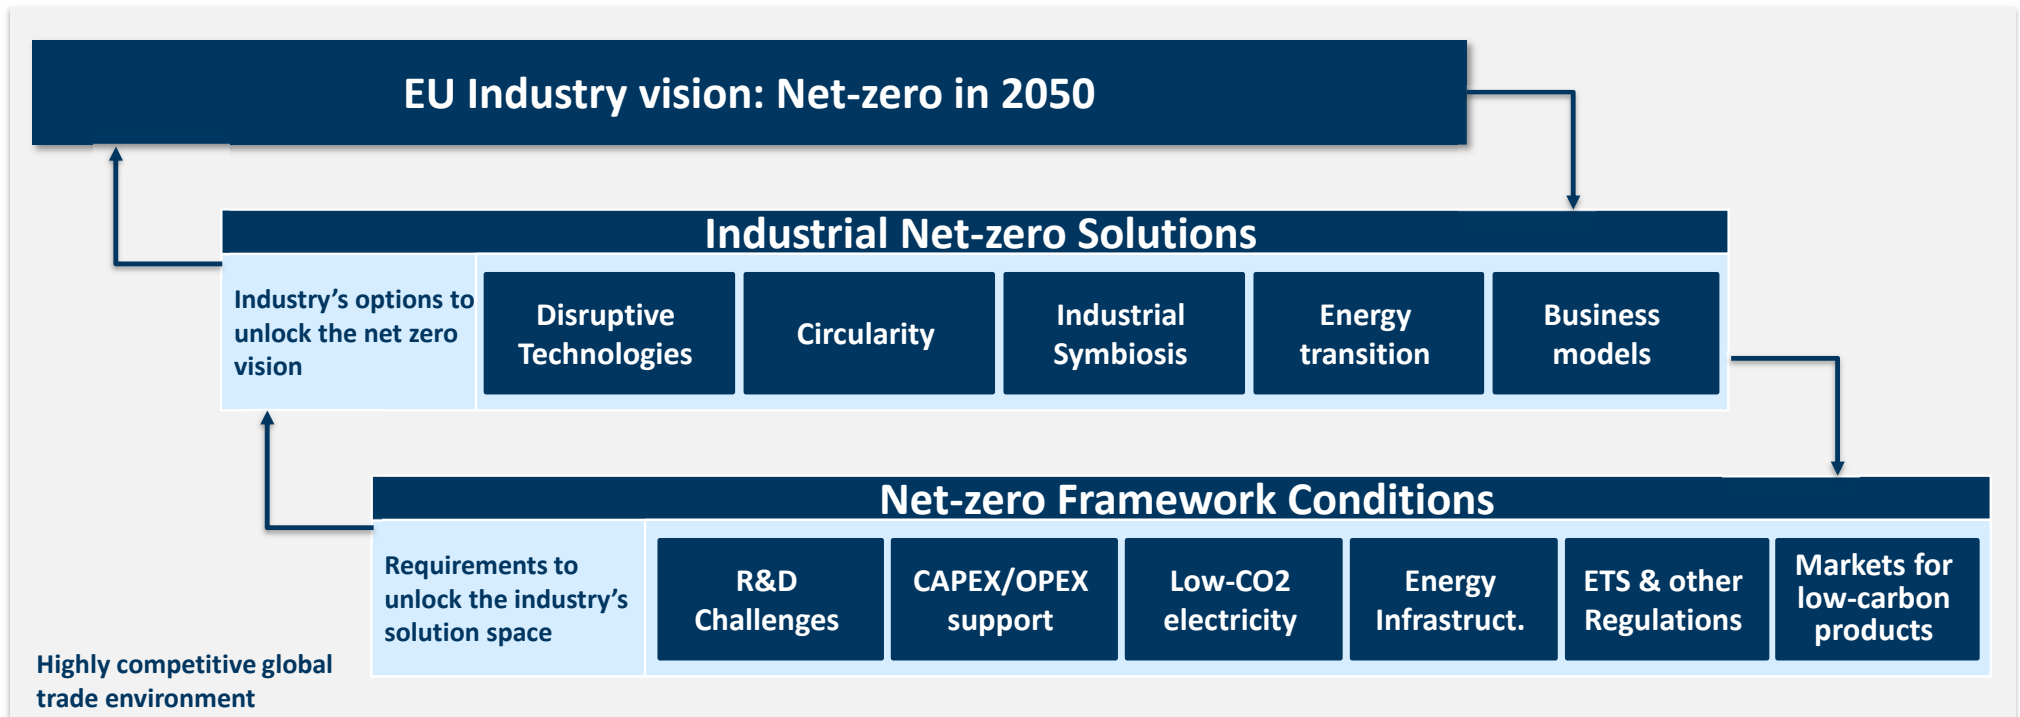 EU Industry vision: Net-zero in 2050
Industrial Net-zero Solutions
Industry’s options to
unlock the net zero
vision
Disruptive
Technologies
Circularity
Industrial
Symbiosis
Energy
transition
Business
models
Net-zero Framework Conditions
Requirements to
unlock the industry’s
solution space
R&D
Challenges
CAPEX/OPEX
support
Low-CO2
electricity
Energy
Infrastruct.
ETS & other
Regulations
Markets for
low-carbon
products
Highly competitive global
trade environment